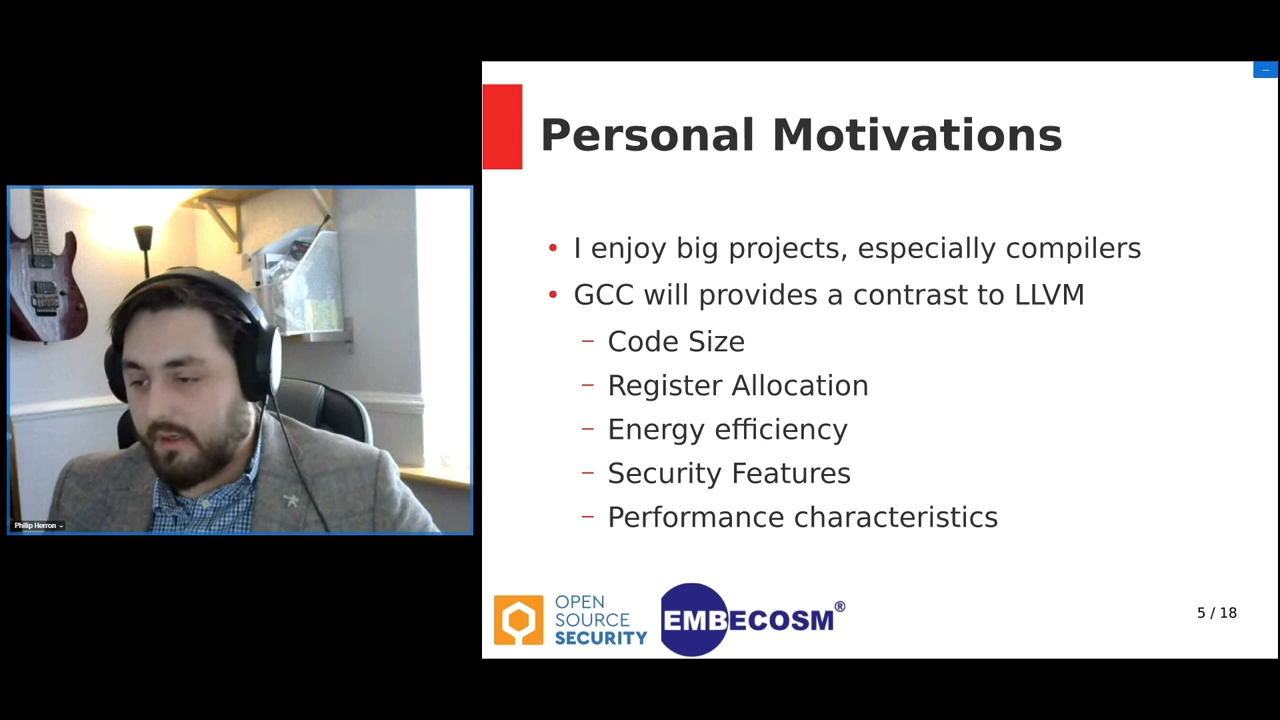 Personal Motivations
• I enjoy big projects, especially compilers
• GCC will provides a contrast to LLVM
– Code Size
– Register Allocation
– Energy efficiency
– Security Features
– Performance characteristics
Philip Herron
OPEN
SOURCE
SECURITY
EMBECOSM®
5 / 18